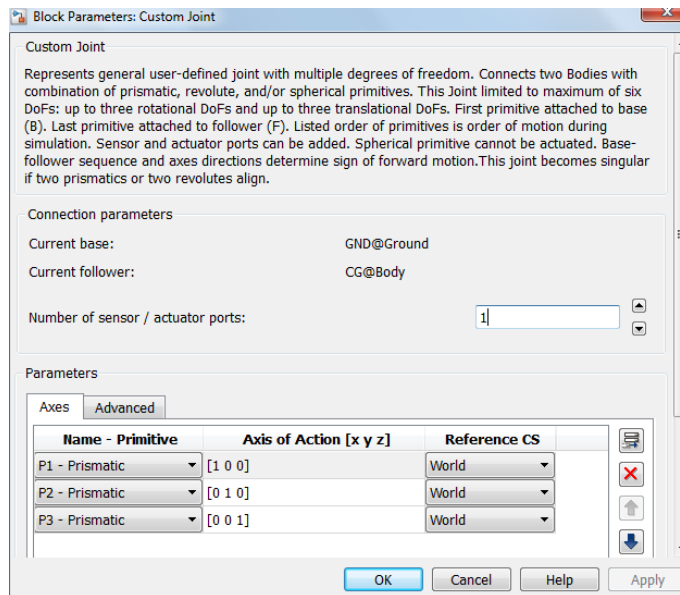 Block Parameters: Custom Joint
Custom Joint
Represents general user-defined joint with multiple degrees of freedom. Connects two Bodies with
combination of prismatic, revolute, and/or spherical primitives. This Joint limited to maximum of six
DoFs: up to three rotational DoFs and up to three translational DoFs. First primitive attached to base
(B). Last primitive attached to follower (F). Listed order of primitives is order of motion during
simulation. Sensor and actuator ports can be added. Spherical primitive cannot be actuated. Base-
follower sequence and axes directions determine sign of forward motion.This joint becomes singular
if two prismatics or two revolutes align.
Connection parameters
Current base: GND@Ground
Current follower: CG@Body
Number of sensor / actuator ports: 1
Parameters
Axes Advanced
Name - Primitive Axis of Action [x y z] Reference CS
P1 - Prismatic [1 0 0] World
P2 - Prismatic [0 1 0] World
P3 - Prismatic [0 0 1] World
OK Cancel Help Apply